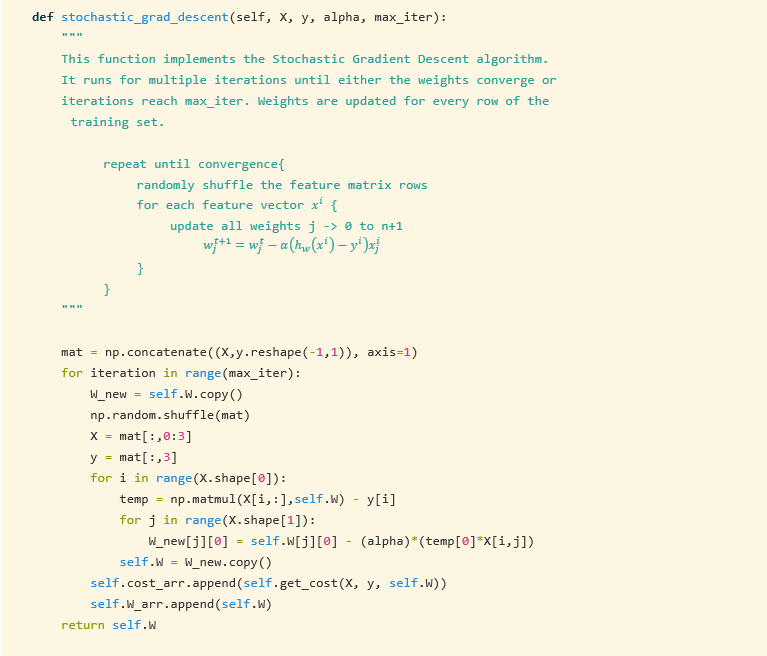 def stochastic_grad_descent(self, X, y, alpha, max_iter):
"""
This function implements the Stochastic Gradient Descent algorithm.
It runs for multiple iterations until either the weights converge or
iterations reach max_iter. Weights are updated for every row of the
training set.
repeat until convergence{
randomly shuffle the feature matrix rows
for each feature vector xⁱ {
update all weights j -> 0 to n+1
wⱼᵗ⁺¹ = wⱼᵗ − α(h_w(xⁱ) − yⁱ)xⱼⁱ
}
}
"""
mat = np.concatenate((X,y.reshape(-1,1)), axis=1)
for iteration in range(max_iter):
W_new = self.W.copy()
np.random.shuffle(mat)
X = mat[:,0:3]
y = mat[:,3]
for i in range(X.shape[0]):
temp = np.matmul(X[i,:],self.W) - y[i]
for j in range(X.shape[1]):
W_new[j][0] = self.W[j][0] - (alpha)*(temp[0]*X[i,j])
self.W = W_new.copy()
self.cost_arr.append(self.get_cost(X, y, self.W))
self.W_arr.append(self.W)
return self.W